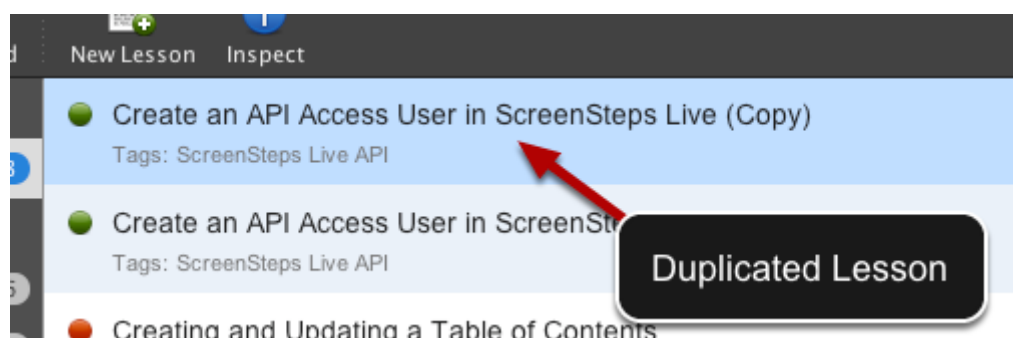 New Lesson
Inspect
Create an API Access User in ScreenSteps Live (Copy)
Tags: ScreenSteps Live API
Create an API Access User in
Tags: ScreenSteps Live API
Duplicated Lesson
Creating and Updating a Table of Contents